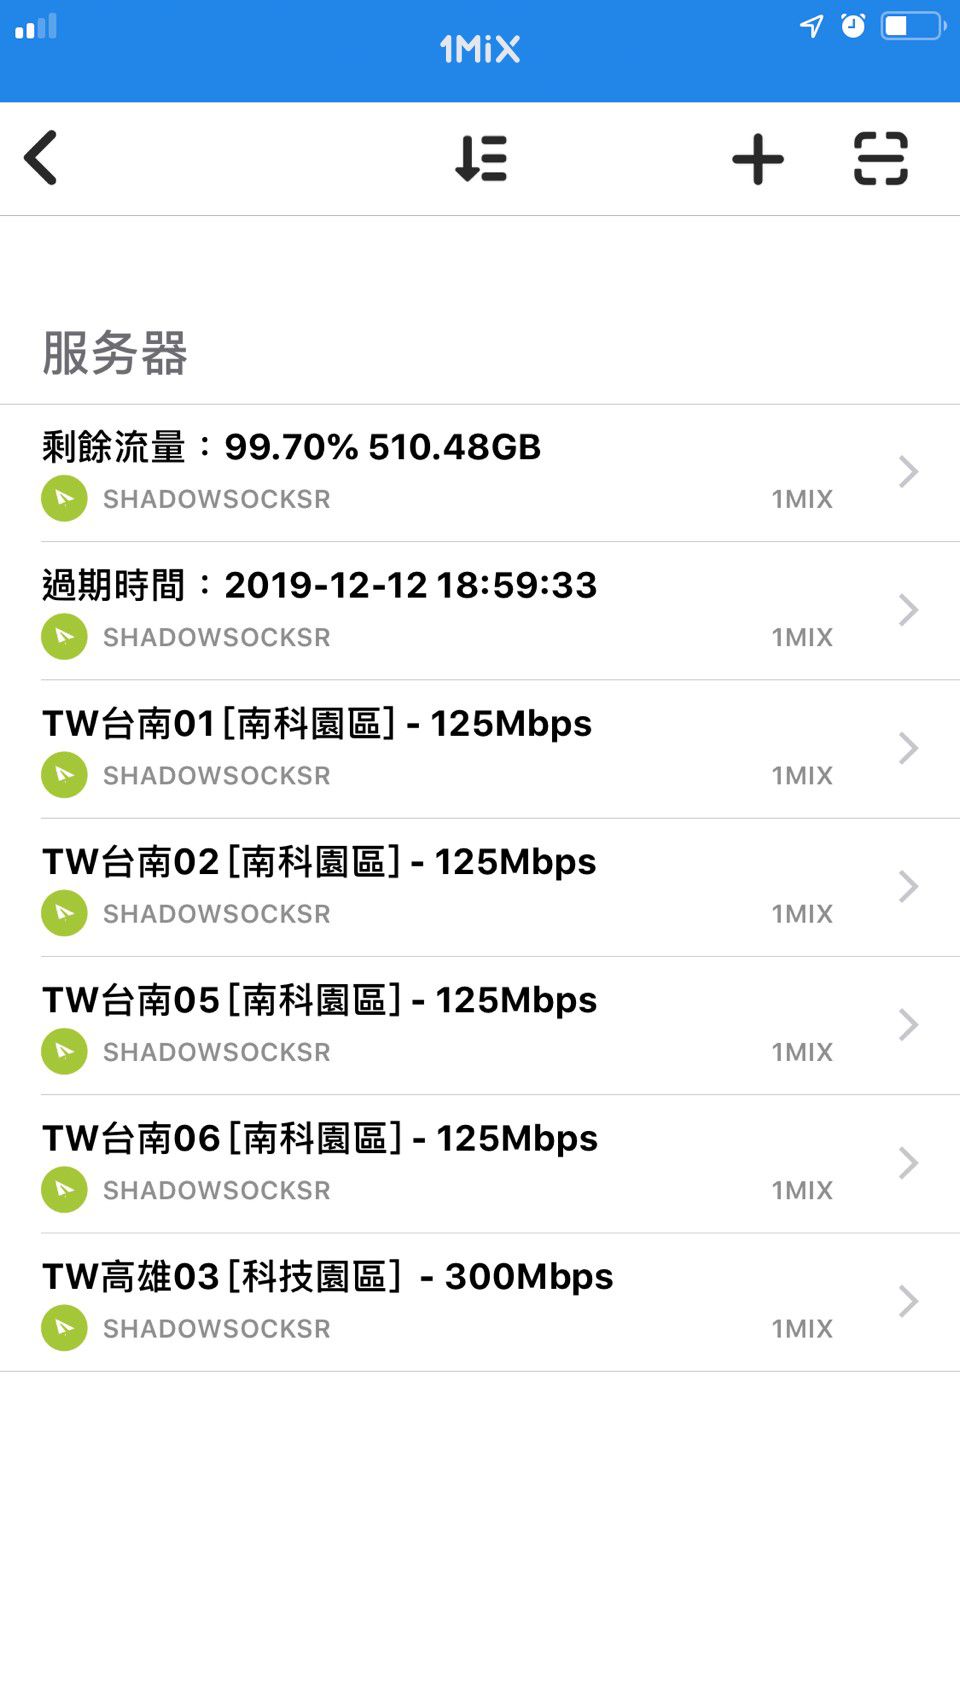 1MiX
服务器
剩餘流量：99.70% 510.48GB
SHADOWSOCKSR 1MIX
過期時間：2019-12-12 18:59:33
SHADOWSOCKSR 1MIX
TW台南01[南科園區] - 125Mbps
SHADOWSOCKSR 1MIX
TW台南02[南科園區] - 125Mbps
SHADOWSOCKSR 1MIX
TW台南05[南科園區] - 125Mbps
SHADOWSOCKSR 1MIX
TW台南06[南科園區] - 125Mbps
SHADOWSOCKSR 1MIX
TW高雄03[科技園區] - 300Mbps
SHADOWSOCKSR 1MIX